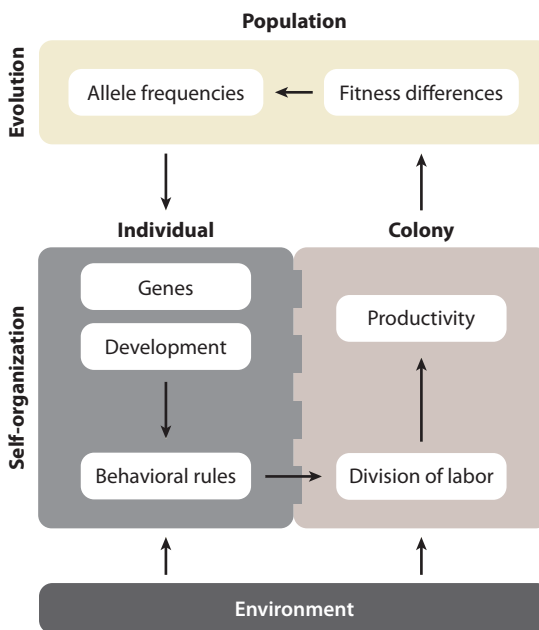 Population
Evolution
Allele frequencies
Fitness differences
Individual
Colony
Self-organization
Genes
Development
Productivity
Behavioral rules
Division of labor
Environment